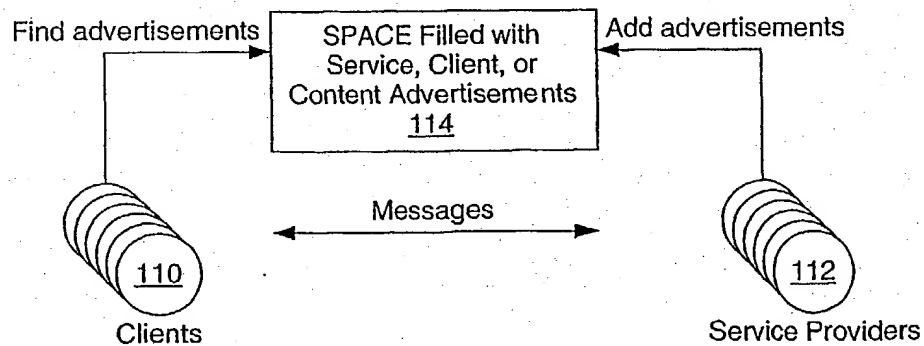 Find advertisements
SPACE Filled with
Service, Client, or
Content Advertisements
114
Add advertisements
Messages
110
Clients
112
Service Providers